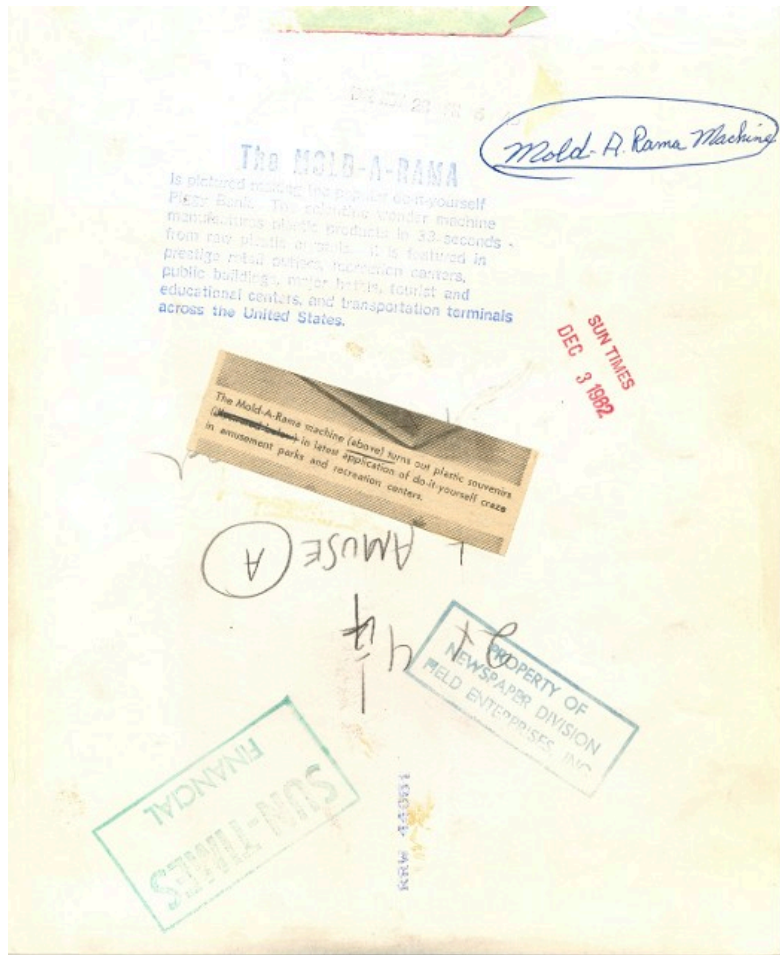 Mold-A-Rama Machine
The MOLD-A-RAMA
is pictured making the popular do-it-yourself
Piggy Bank. The scientific wonder machine
manufactures plastic products in 33 seconds -
from raw plastic It is featured in
prestige retail outlets, recreation centers,
public buildings, major hotels, tourist and
educational centers, and transportation terminals
across the United States.
SUN TIMES
DEC 3 1962
The Mold-A-Rama machine (above) turns out plastic souvenirs
(illustrated below) in latest application of do-it-yourself craze
in amusement parks and recreation centers.
AMUSE A
PROPERTY OF
NEWSPAPER DIVISION
FIELD ENTERPRISES, INC
SUN-TIMES
FINANCIAL